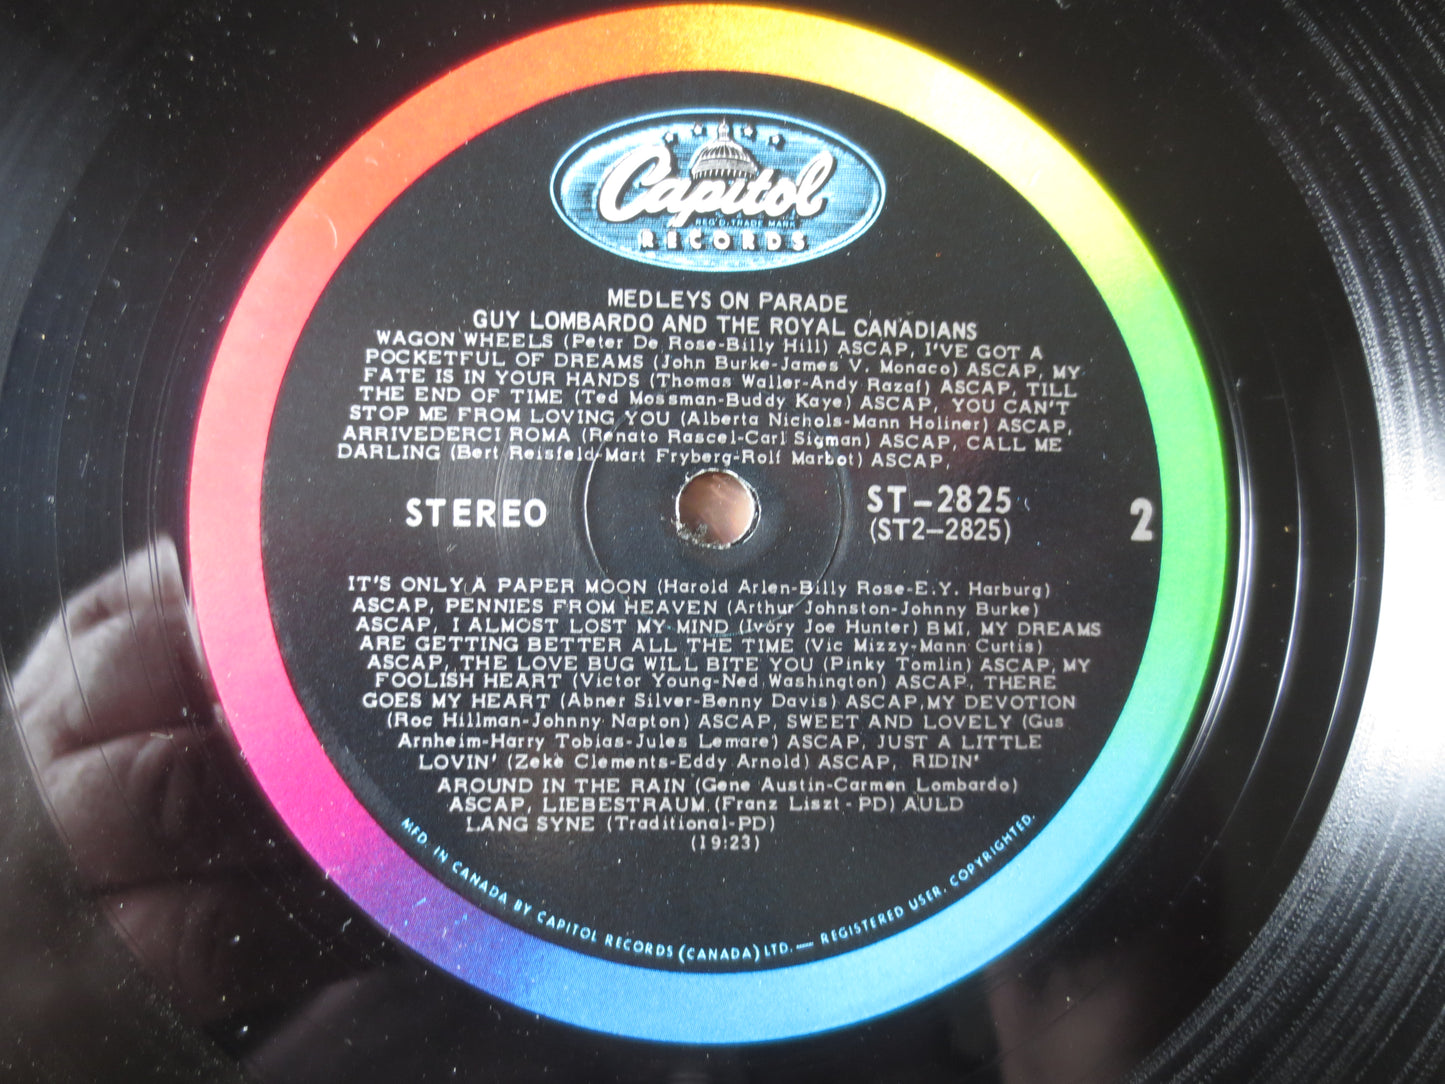 Capitol
REG'D. TRADE MARK
RECORDS
MEDLEYS ON PARADE
GUY LOMBARDO AND THE ROYAL CANADIANS
WAGON WHEELS (Peter De Rose-Billy Hill) ASCAP, I'VE GOT A
POCKETFUL OF DREAMS (John Burke-James V. Monaco) ASCAP, MY
FATE IS IN YOUR HANDS (Thomas Waller-Andy Razaf) ASCAP, TILL
THE END OF TIME (Ted Mossman-Buddy Kaye) ASCAP, YOU CAN'T
STOP ME FROM LOVING YOU (Alberta Nichols-Mann Holiner) ASCAP,
ARRIVEDERCI ROMA (Renato Rascel-Carl Sigman) ASCAP, CALL ME
DARLING (Bert Reisfeld-Mart Fryberg-Rolf Marbot) ASCAP,
STEREO
ST-2825
(ST2-2825)
2
IT'S ONLY A PAPER MOON (Harold Arlen-Billy Rose-E.Y. Harburg)
ASCAP, PENNIES FROM HEAVEN (Arthur Johnston-Johnny Burke)
ASCAP, I ALMOST LOST MY MIND (Ivory Joe Hunter) BMI, MY DREAMS
ARE GETTING BETTER ALL THE TIME (Vic Mizzy-Mann Curtis)
ASCAP, THE LOVE BUG WILL BITE YOU (Pinky Tomlin) ASCAP, MY
FOOLISH HEART (Victor Young-Ned Washington) ASCAP, THERE
GOES MY HEART (Abner Silver-Benny Davis) ASCAP, MY DEVOTION
(Roc Hillman-Johnny Napton) ASCAP, SWEET AND LOVELY (Gus
Arnheim-Harry Tobias-Jules Lemare) ASCAP, JUST A LITTLE
LOVIN' (Zeke Clements-Eddy Arnold) ASCAP, RIDIN'
AROUND IN THE RAIN (Gene Austin-Carmen Lombardo)
ASCAP, LIEBESTRAUM (Franz Liszt - PD) AULD
LANG SYNE (Traditional-PD)
(19:23)
MFD. IN CANADA BY CAPITOL RECORDS (CANADA) LTD. — REGISTERED USER. COPYRIGHTED.